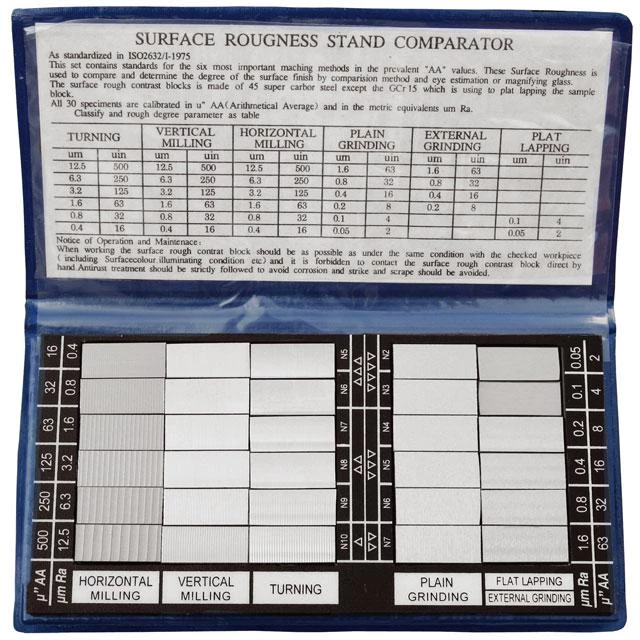 SURFACE ROUGNESS STAND COMPARATOR
As standardized in ISO2632/I-1975
This set contains standards for the six most important maching methods in the prevalent "AA" values. These Surface Roughness is
used to compare and determine the degree of the surface finish by comparision method and eye estimation or magnifying glass.
The surface rough contrast blocks is made of 45 super carbor steel except the GCr15 which is using to plat lapping the sample
block.
All 30 speciments are calibrated in u" AA(Arithmetical Average) and in the metric equivalents um Ra.
Classify and rough degree parameter as table
TURNING VERTICAL MILLING HORIZONTAL MILLING PLAIN GRINDING EXTERNAL GRINDING PLAT LAPPING
um uin um uin um uin um uin um uin um uin
12.5 500 12.5 500 12.5 500 1.6 63 1.6 63
6.3 250 6.3 250 6.3 250 0.8 32 0.8 32
3.2 125 3.2 125 3.2 125 0.4 16 0.4 16
1.6 63 1.6 63 1.6 63 0.2 8 0.2 8
0.8 32 0.8 32 0.8 32 0.1 4 0.1 4
0.4 16 0.4 16 0.4 16 0.05 2 0.05 2
Notice of Operation and Maintenace:
When working the surface rough contrat block should be as possible as under the same condition with the checked workpiece
(including Surfacecolour.illuminating condition etc) and it is forbidden to contact the surface rough contrast block direct by
hand.Antirust treatment should be strictly followed to avoid corrosion and strike and scrape should be avoided.
16 0.4 N5 N2 0.05 2
32 0.8 N6 N3 0.1 4
63 1.6 N7 N4 0.2 8
125 3.2 N8 N5 0.4 16
250 6.3 N9 N6 0.8 32
500 12.5 N10 N7 1.6 63
µ"AA µm Ra HORIZONTAL MILLING VERTICAL MILLING TURNING PLAIN GRINDING FLAT LAPPING EXTERNAL GRINDING µm Ra µ"AA